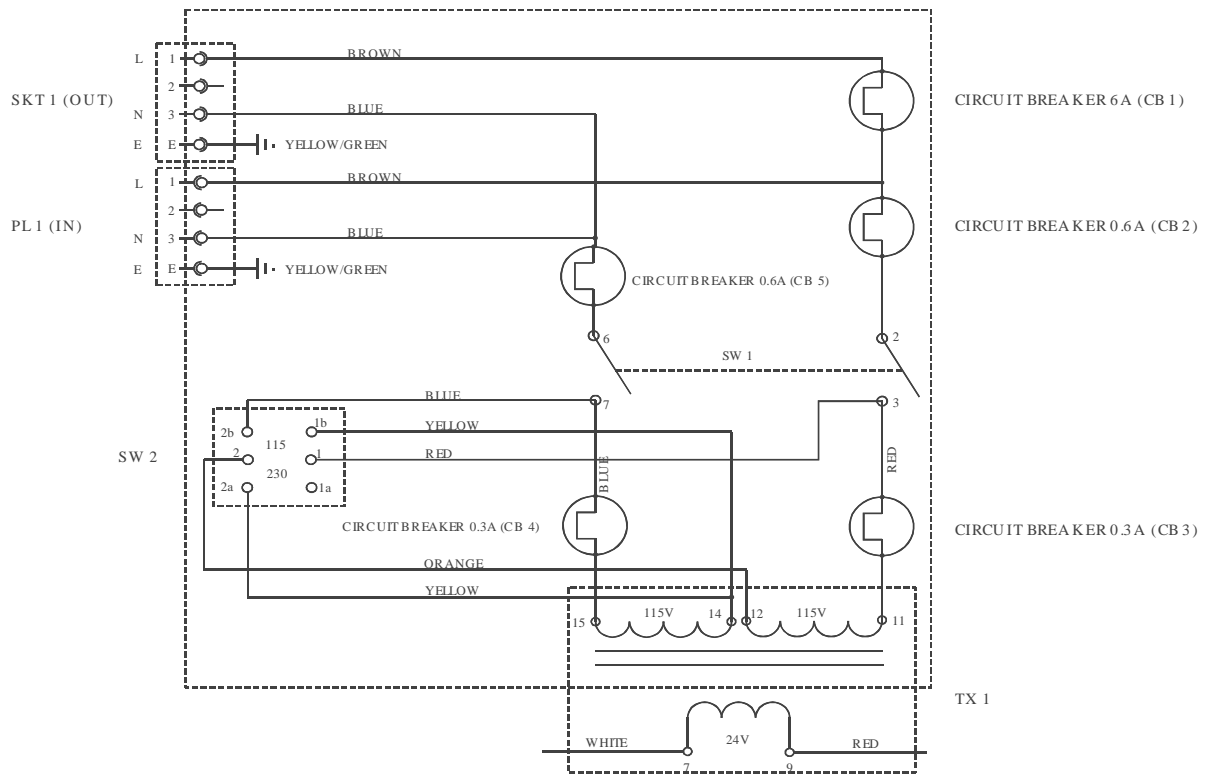 L 1 BROWN
2
SKT 1 (OUT)
CIRCUIT BREAKER 6A (CB 1)
N 3 BLUE
E E YELLOW/GREEN
L 1 BROWN
2
PL 1 (IN)
CIRCUIT BREAKER 0.6A (CB 2)
N 3 BLUE
E E YELLOW/GREEN
CIRCUIT BREAKER 0.6A (CB 5)
6
2
SW 1
BLUE
7
3
2b 1b YELLOW
115
SW 2
2 1 RED
230
2a 1a
BLUE
RED
CIRCUIT BREAKER 0.3A (CB 4)
CIRCUIT BREAKER 0.3A (CB 3)
ORANGE
YELLOW
15 115V 14 12 115V 11
TX 1
24V
WHITE
RED
7
9